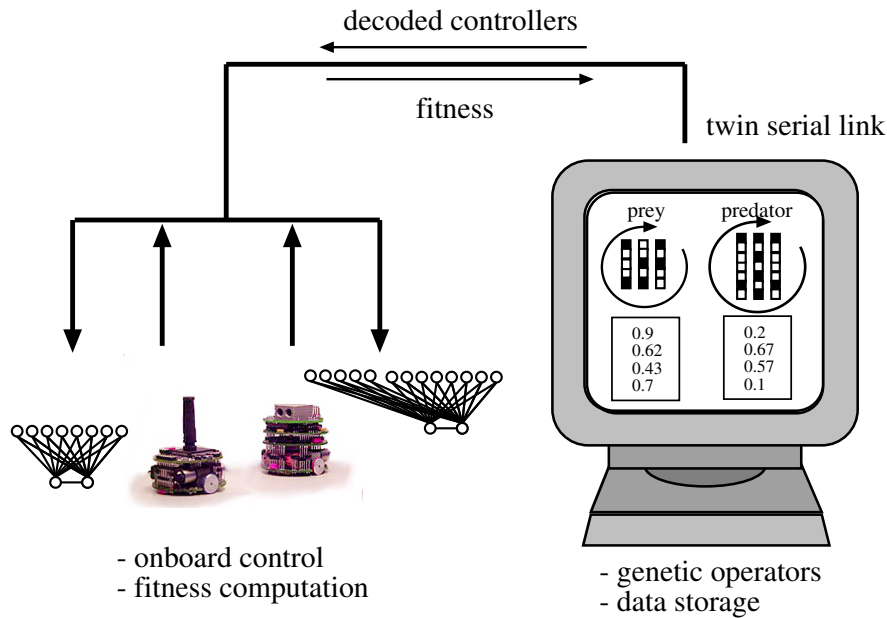 decoded controllers
fitness
twin serial link
prey
predator
0.9
0.62
0.43
0.7
0.2
0.67
0.57
0.1
- onboard control
- fitness computation
- genetic operators
- data storage